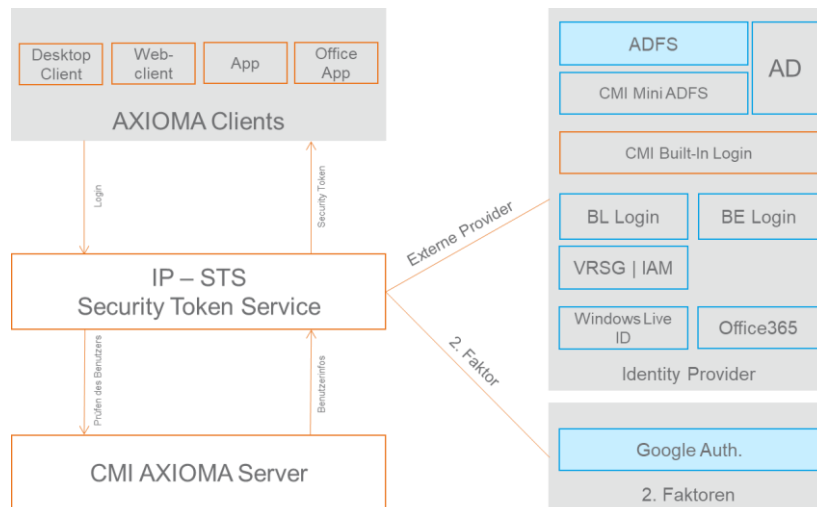 Desktop
Client
Web-
client
App
Office
App
AXIOMA Clients
Login
Security Token
IP – STS
Security Token Service
Prüfen des Benutzers
Benutzerinfos
CMI AXIOMA Server
Externe Provider
2. Faktor
ADFS
AD
CMI Mini ADFS
CMI Built-In Login
BL Login
BE Login
VRSG | IAM
Windows Live
ID
Office365
Identity Provider
Google Auth.
2. Faktoren